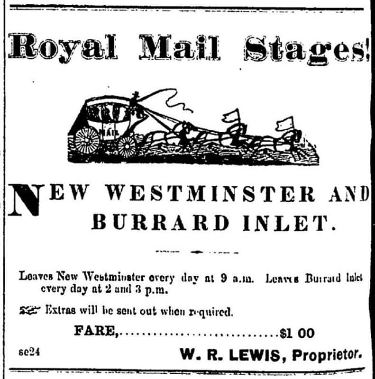 Royal Mail Stages!
MAIL
NEW WESTMINSTER AND
BURRARD INLET.
Leaves New Westminster every day at 9 a.m. Leaves Burrard Inlet
every day at 2 and 3 p.m.
Extras will be sent out when required.
FARE,............................$1 00
se24 W. R. LEWIS, Proprietor.